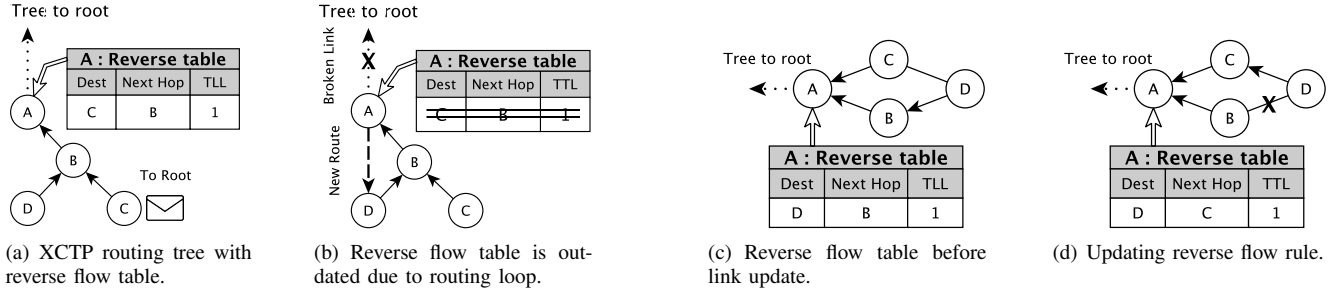 Tree to root
A : Reverse table
Dest Next Hop TLL
C B 1
A
B
To Root
D
C
(a) XCTP routing tree with
reverse flow table.
Tree to root
Broken Link
X
A : Reverse table
Dest Next Hop TTL
C B 1
A
New Route
B
D
C
(b) Reverse flow table is out-
dated due to routing loop.
Tree to root
C
A
D
B
A : Reverse table
Dest Next Hop TLL
D B 1
(c) Reverse flow table before
link update.
Tree to root
C
A
D
X
B
A : Reverse table
Dest Next Hop TTL
D C 1
(d) Updating reverse flow rule.